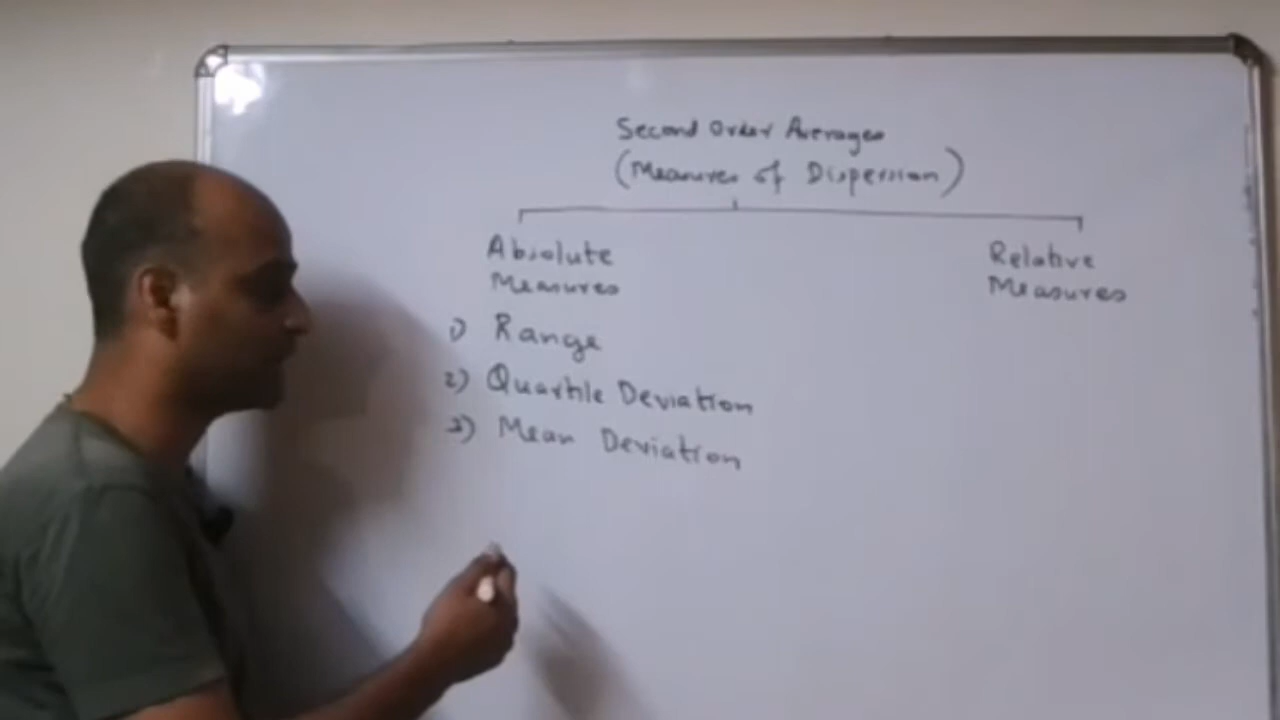 Second Order Averages
(Measures of Dispersion)
Absolute
Measures
Relative
Measures
1) Range
2) Quartile Deviation
3) Mean Deviation